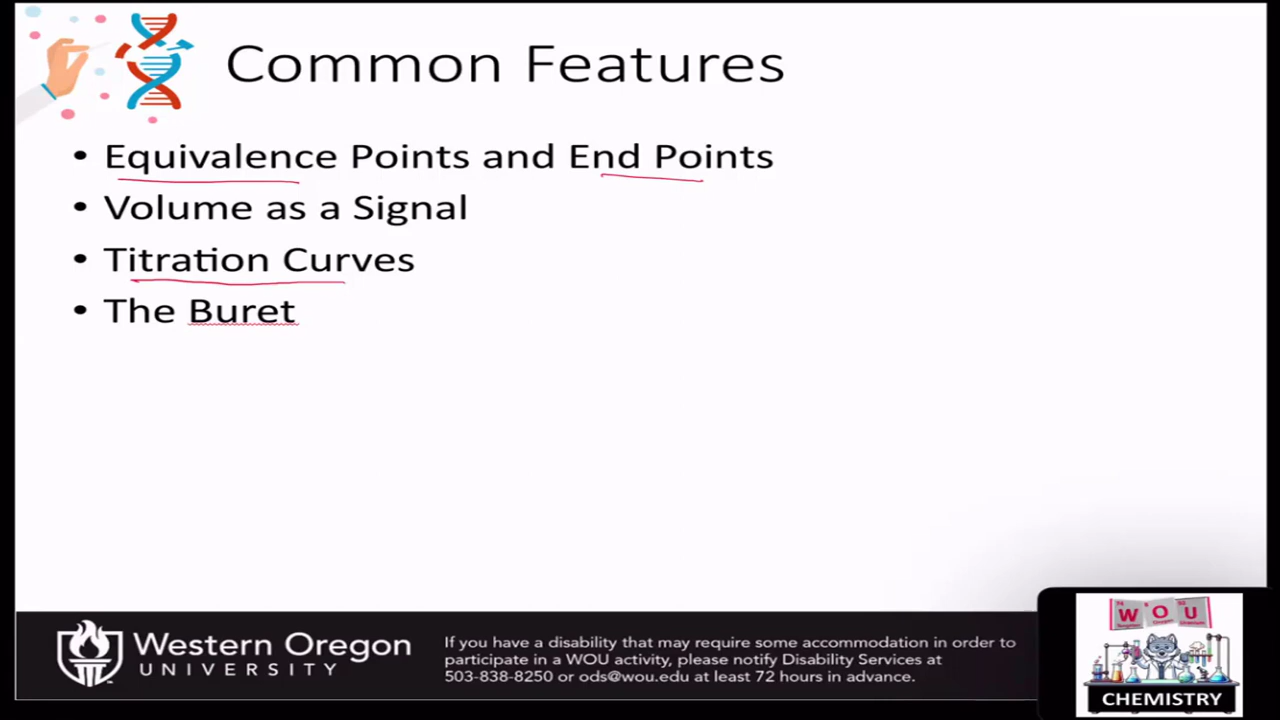 Common Features
• Equivalence Points and End Points
• Volume as a Signal
• Titration Curves
• The Buret
Western Oregon
UNIVERSITY
If you have a disability that may require some accommodation in order to
participate in a WOU activity, please notify Disability Services at
503-838-8250 or ods@wou.edu at least 72 hours in advance.
W O U
CHEMISTRY